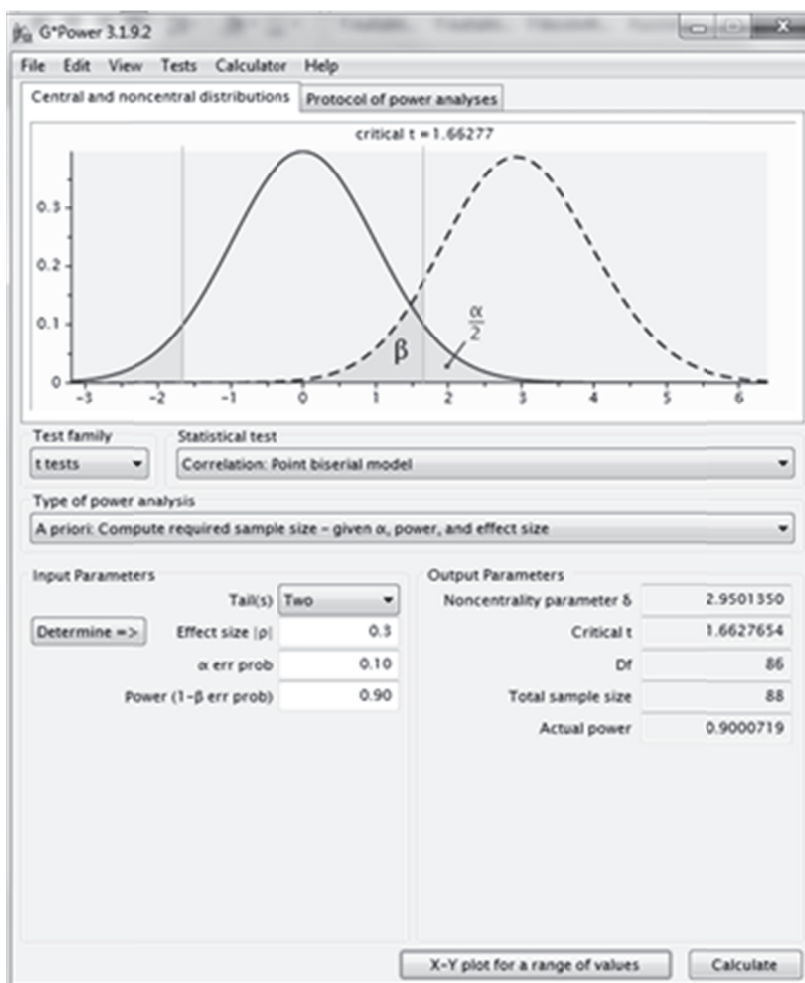 G*Power 3.1.9.2
File Edit View Tests Calculator Help
Central and noncentral distributions Protocol of power analyses
critical t = 1.66277
0.3
0.2
0.1
0
β
α
2
-3 -2 -1 0 1 2 3 4 5 6
Test family Statistical test
t tests Correlation: Point biserial model
Type of power analysis
A priori: Compute required sample size - given α, power, and effect size
Input Parameters Output Parameters
Tail(s) Two Noncentrality parameter δ 2.9501350
Determine => Effect size |ρ| 0.3 Critical t 1.6627654
α err prob 0.10 Df 86
Power (1-β err prob) 0.90 Total sample size 88
Actual power 0.9000719
X-Y plot for a range of values Calculate